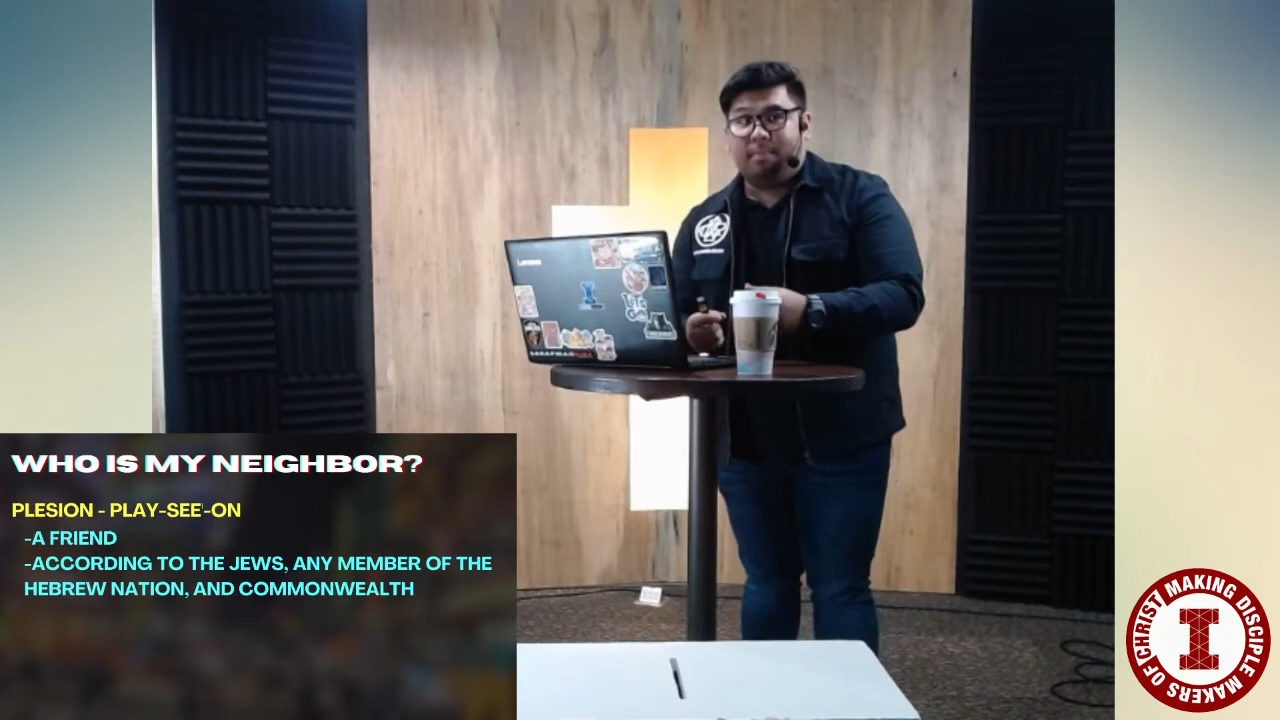 Lenovo
WHO IS MY NEIGHBOR?
PLESION - PLAY-SEE'-ON
-A FRIEND
-ACCORDING TO THE JEWS, ANY MEMBER OF THE
HEBREW NATION, AND COMMONWEALTH
MAKING DISCIPLE MAKERS OF CHRIST
I